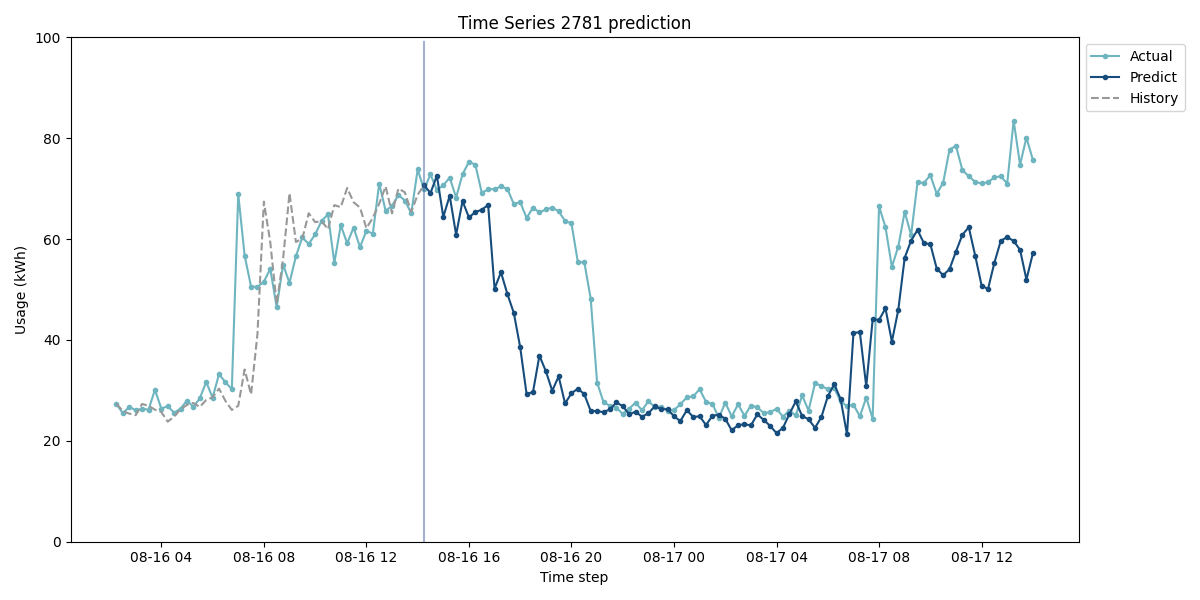 Time Series 2781 prediction
100
80
60
40
20
0
Usage (kWh)
08-16 04
08-16 08
08-16 12
08-16 16
08-16 20
08-17 00
08-17 04
08-17 08
08-17 12
Time step
Actual
Predict
History